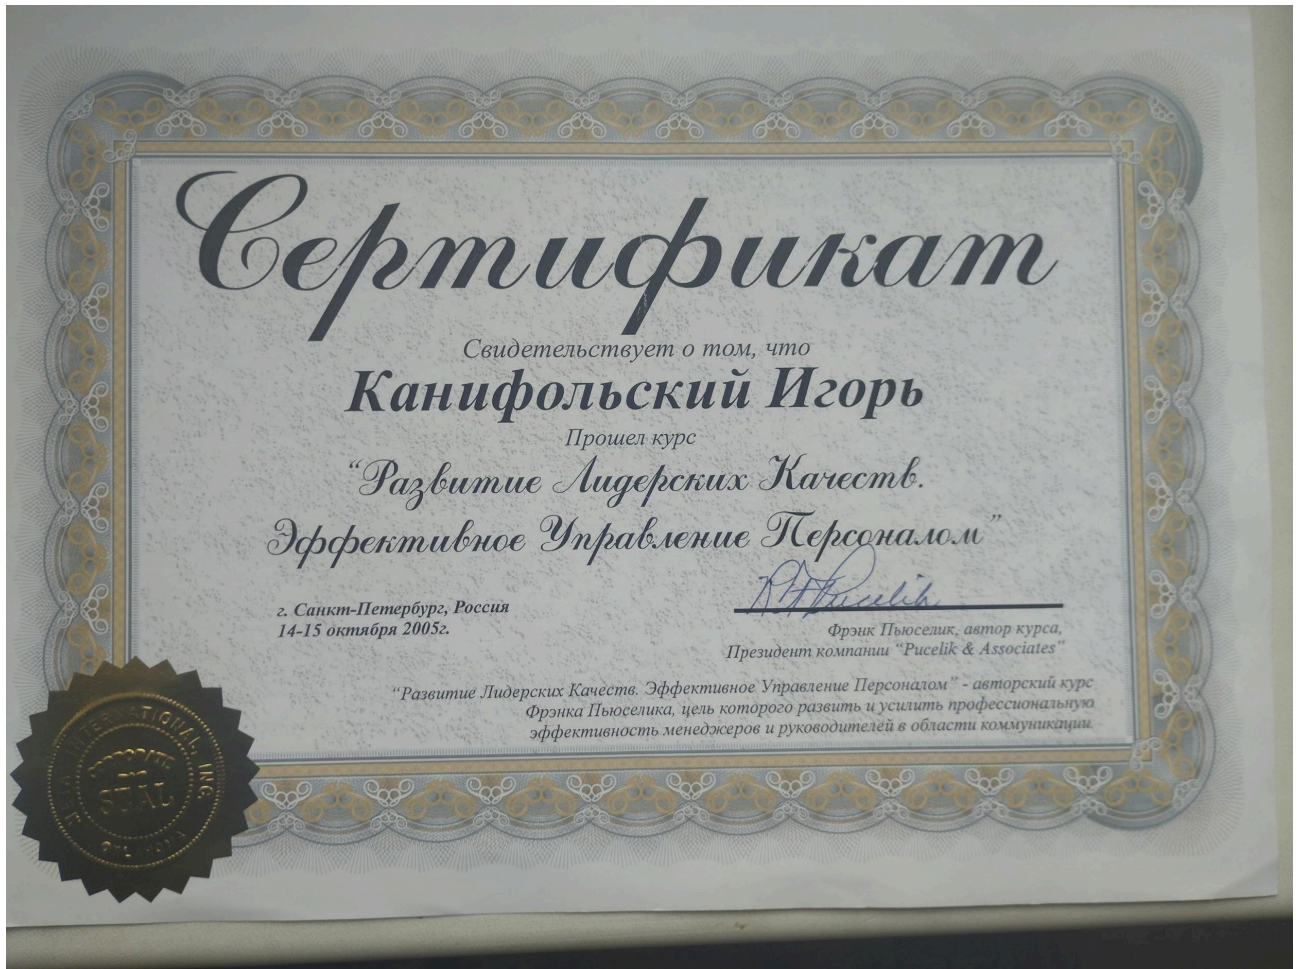 Сертификат
Свидетельствует о том, что
Канифольский Игорь
Прошел курс
“Развитие Лидерских Качеств.
Эффективное Управление Персоналом”
г. Санкт-Петербург, Россия
14-15 октября 2005г.
Фрэнк Пьюселик, автор курса,
Президент компании “Pucelik & Associates”
“Развитие Лидерских Качеств. Эффективное Управление Персоналом” - авторский курс
Фрэнка Пьюселика, цель которого развить и усилить профессиональную
эффективность менеджеров и руководителей в области коммуникации.
INTERNATIONAL, INC.
CORPORATE
SEAL